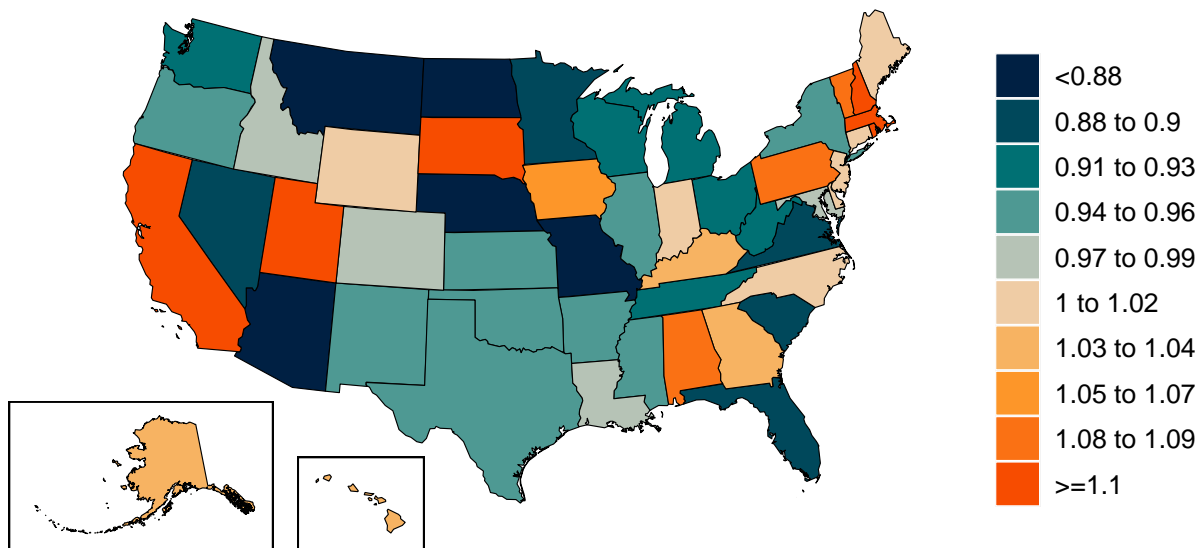 <0.88
0.88 to 0.9
0.91 to 0.93
0.94 to 0.96
0.97 to 0.99
1 to 1.02
1.03 to 1.04
1.05 to 1.07
1.08 to 1.09
>=1.1